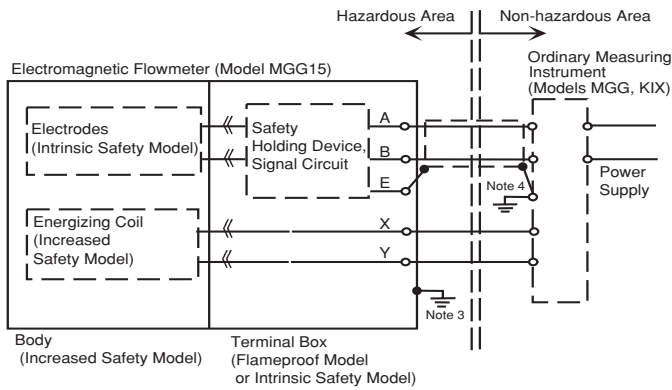 Hazardous Area
Non-hazardous Area
Ordinary Measuring
Instrument
(Models MGG, KIX)
Electromagnetic Flowmeter (Model MGG15)
Electrodes
(Intrinsic Safety Model)
Safety
Holding Device,
Signal Circuit
A
B
E
Note 4
Power
Supply
Energizing Coil
(Increased
Safety Model)
X
Y
Note 3
Body
(Increased Safety Model)
Terminal Box
(Flameproof Model
or Intrinsic Safety Model)